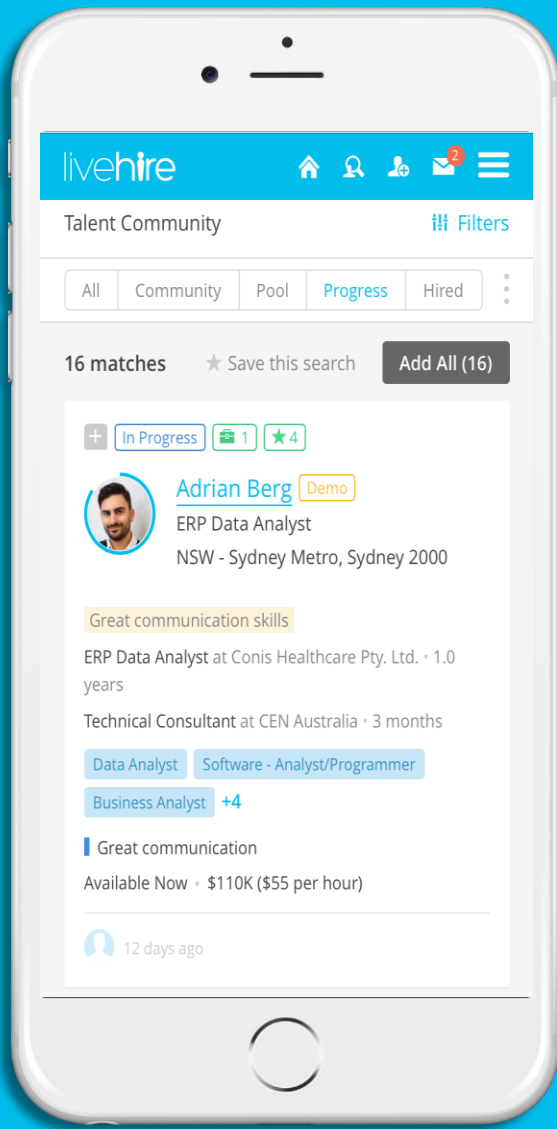 livehire
2
Talent Community
Filters
All
Community
Pool
Progress
Hired
16 matches
Save this search
Add All (16)
In Progress
1
4
Adrian Berg
Demo
ERP Data Analyst
NSW - Sydney Metro, Sydney 2000
Great communication skills
ERP Data Analyst at Conis Healthcare Pty. Ltd. • 1.0
years
Technical Consultant at CEN Australia • 3 months
Data Analyst
Software - Analyst/Programmer
Business Analyst
+4
Great communication
Available Now • $110K ($55 per hour)
12 days ago